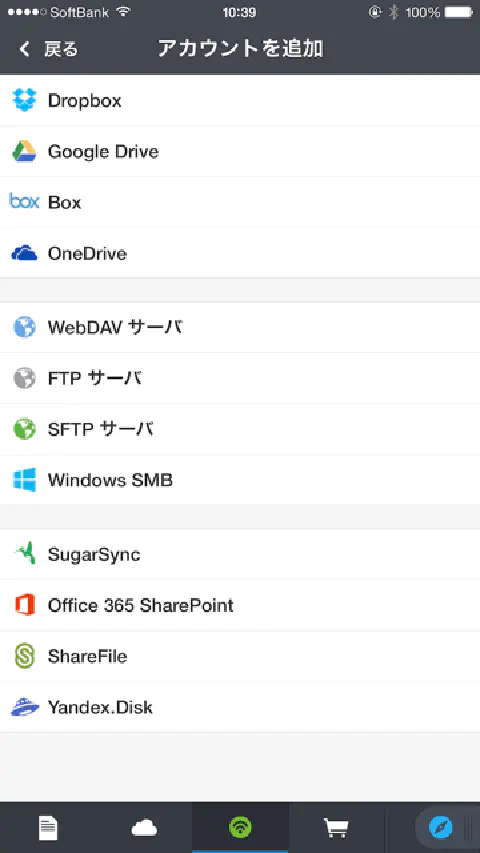 SoftBank 10:39 100%
戻る アカウントを追加
Dropbox
Google Drive
box Box
OneDrive
WebDAV サーバ
FTP サーバ
SFTP サーバ
Windows SMB
SugarSync
Office 365 SharePoint
ShareFile
Yandex.Disk